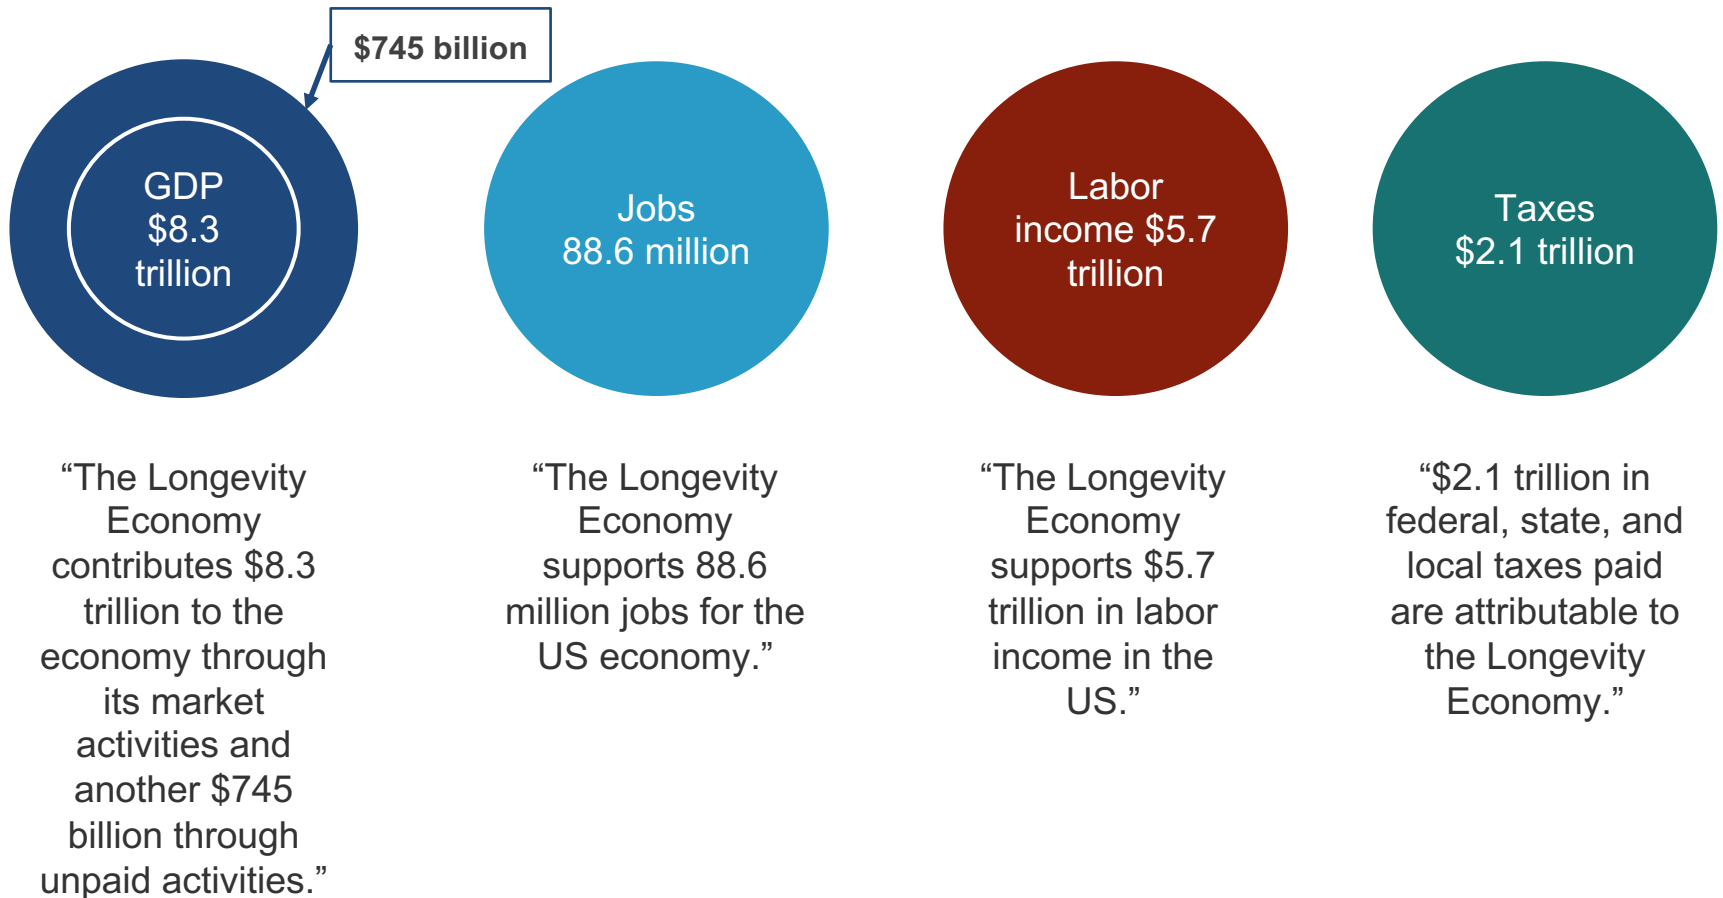 $745 billion
GDP
$8.3
trillion
Jobs
88.6 million
Labor
income $5.7
trillion
Taxes
$2.1 trillion
“The Longevity
Economy
contributes $8.3
trillion to the
economy through
its market
activities and
another $745
billion through
unpaid activities.”
“The Longevity
Economy
supports 88.6
million jobs for the
US economy.”
“The Longevity
Economy
supports $5.7
trillion in labor
income in the
US.”
“$2.1 trillion in
federal, state, and
local taxes paid
are attributable to
the Longevity
Economy.”